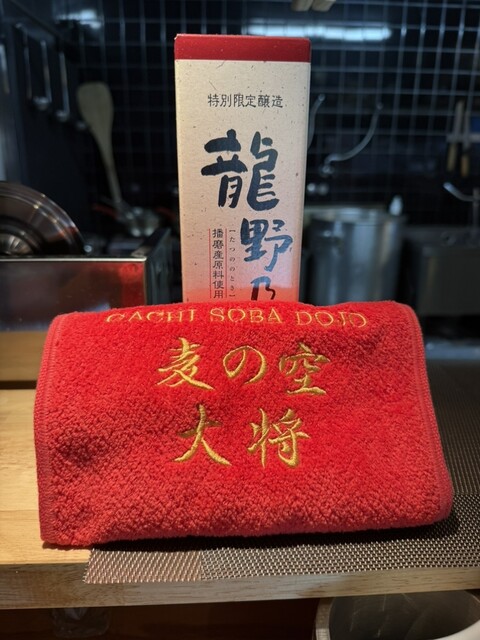 特別限定醸造
龍野乃
【たつののとき】
播磨産原料使用
GACHI SOBA DOJO
麦の空
大将